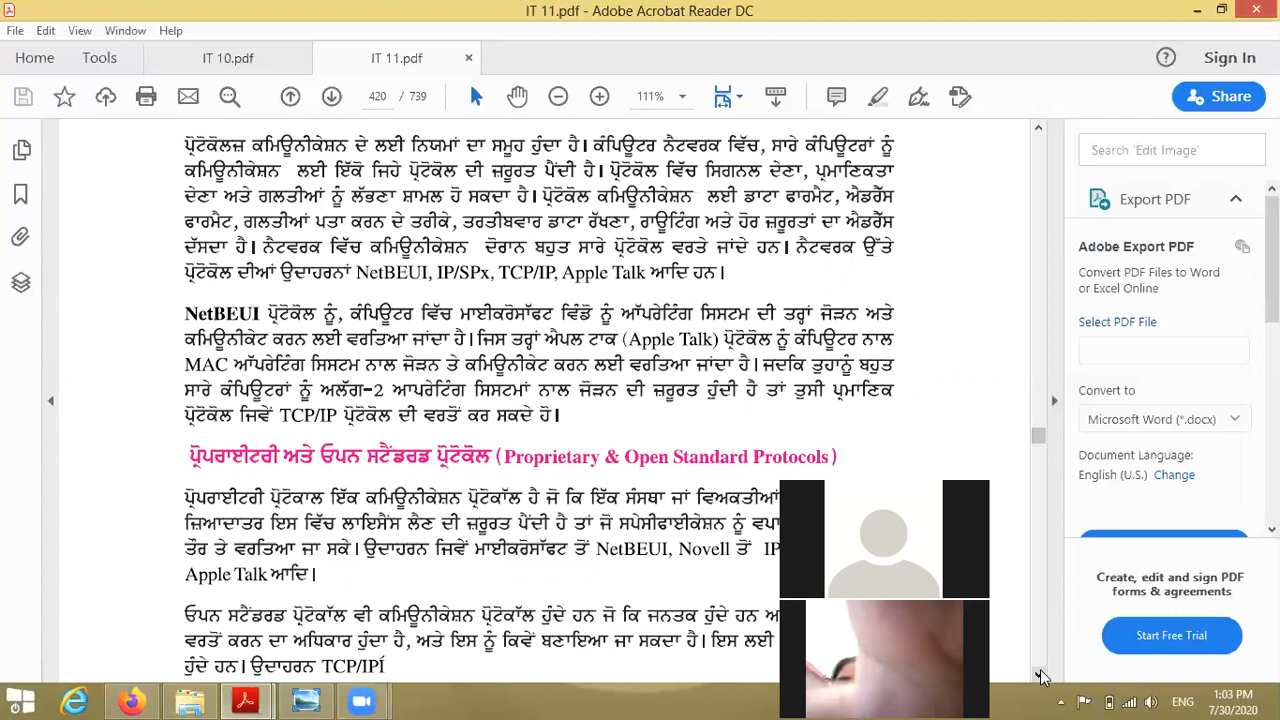 IT 11.pdf - Adobe Acrobat Reader DC
File Edit View Window Help
Home Tools IT 10.pdf IT 11.pdf × Sign In
420 / 739 111% Share
ਪ੍ਰੋਟੋਕੋਲਜ਼ ਕਮਿਊਨੀਕੇਸ਼ਨ ਦੇ ਲਈ ਨਿਯਮਾਂ ਦਾ ਸਮੂਹ ਹੁੰਦਾ ਹੈ। ਕੰਪਿਊਟਰ ਨੈਟਵਰਕ ਵਿੱਚ, ਸਾਰੇ ਕੰਪਿਊਟਰਾਂ ਨੂੰ
ਕਮਿਊਨੀਕੇਸ਼ਨ ਲਈ ਇੱਕੋ ਜਿਹੇ ਪ੍ਰੋਟੋਕੋਲ ਦੀ ਜ਼ਰੂਰਤ ਪੈਂਦੀ ਹੈ। ਪ੍ਰੋਟੋਕੋਲ ਵਿੱਚ ਸਿਗਨਲ ਦੇਣਾ, ਪ੍ਰਮਾਣਿਕਤਾ
ਦੇਣਾ ਅਤੇ ਗਲਤੀਆਂ ਨੂੰ ਲੱਭਣਾ ਸ਼ਾਮਲ ਹੋ ਸਕਦਾ ਹੈ। ਪ੍ਰੋਟੋਕੋਲ ਕਮਿਊਨੀਕੇਸ਼ਨ ਲਈ ਡਾਟਾ ਫਾਰਮੈਟ, ਐਡਰੈੱਸ
ਫਾਰਮੈਟ, ਗਲਤੀਆਂ ਪਤਾ ਕਰਨ ਦੇ ਤਰੀਕੇ, ਤਰਤੀਬਵਾਰ ਡਾਟਾ ਰੱਖਣਾ, ਰਾਊਟਿੰਗ ਅਤੇ ਹੋਰ ਜ਼ਰੂਰਤਾਂ ਦਾ ਐਡਰੈੱਸ
ਦੱਸਦਾ ਹੈ। ਨੈਟਵਰਕ ਵਿੱਚ ਕਮਿਊਨੀਕੇਸ਼ਨ ਦੋਰਾਨ ਬਹੁਤ ਸਾਰੇ ਪ੍ਰੋਟੋਕੋਲ ਵਰਤੇ ਜਾਂਦੇ ਹਨ। ਨੈਟਵਰਕ ਉੱਤੇ
ਪ੍ਰੋਟੋਕੋਲ ਦੀਆਂ ਉਦਾਹਰਨਾਂ NetBEUI, IP/SPx, TCP/IP, Apple Talk ਆਦਿ ਹਨ।
NetBEUI ਪ੍ਰੋਟੋਕੋਲ ਨੂੰ, ਕੰਪਿਊਟਰ ਵਿੱਚ ਮਾਈਕਰੋਸਾੱਫਟ ਵਿੰਡੋ ਨੂੰ ਆੱਪਰੇਟਿੰਗ ਸਿਸਟਮ ਦੀ ਤਰ੍ਹਾਂ ਜੋੜਨ ਅਤੇ
ਕਮਿਊਨੀਕੇਟ ਕਰਨ ਲਈ ਵਰਤਿਆ ਜਾਂਦਾ ਹੈ। ਜਿਸ ਤਰ੍ਹਾਂ ਐਪਲ ਟਾਕ (Apple Talk) ਪ੍ਰੋਟੋਕੋਲ ਨੂੰ ਕੰਪਿਊਟਰ ਨਾਲ
MAC ਆੱਪਰੇਟਿੰਗ ਸਿਸਟਮ ਨਾਲ ਜੋੜਨ ਤੇ ਕਮਿਊਨੀਕੇਟ ਕਰਨ ਲਈ ਵਰਤਿਆ ਜਾਂਦਾ ਹੈ। ਜਦਕਿ ਤੁਹਾਨੂੰ ਬਹੁਤ
ਸਾਰੇ ਕੰਪਿਊਟਰਾਂ ਨੂੰ ਅਲੱਗ-2 ਆਪਰੇਟਿੰਗ ਸਿਸਟਮਾਂ ਨਾਲ ਜੋੜਨ ਦੀ ਜ਼ਰੂਰਤ ਹੁੰਦੀ ਹੈ ਤਾਂ ਤੁਸੀ ਪ੍ਰਮਾਣਿਕ
ਪ੍ਰੋਟੋਕੋਲ ਜਿਵੇਂ TCP/IP ਪ੍ਰੋਟੋਕੋਲ ਦੀ ਵਰਤੋਂ ਕਰ ਸਕਦੇ ਹੋ।
ਪ੍ਰੋਪਰਾਈਟਰੀ ਅਤੇ ਓਪਨ ਸਟੈਂਡਰਡ ਪ੍ਰੋਟੋਕੋਲ (Proprietary & Open Standard Protocols)
ਪ੍ਰੋਪਰਾਈਟਰੀ ਪ੍ਰੋਟੋਕਾਲ ਇੱਕ ਕਮਿਊਨੀਕੇਸ਼ਨ ਪ੍ਰੋਟੋਕਾੱਲ ਹੈ ਜੋ ਕਿ ਇੱਕ ਸੰਸਥਾ ਜਾਂ ਵਿਅਕਤੀਆਂ
ਜ਼ਿਆਦਾਤਰ ਇਸ ਵਿੱਚ ਲਾਇਸੈਂਸ ਲੈਣ ਦੀ ਜ਼ਰੂਰਤ ਪੈਂਦੀ ਹੈ ਤਾਂ ਜੋ ਸਪੇਸੀਫਾਈਕੇਸ਼ਨ ਨੂੰ ਵਪਾ
ਤੌਰ ਤੇ ਵਰਤਿਆ ਜਾ ਸਕੇ। ਉਦਾਹਰਨ ਜਿਵੇਂ ਮਾਈਕਰੋਸਾੱਫਟ ਤੋਂ NetBEUI, Novell ਤੋਂ IP
Apple Talk ਆਦਿ।
ਓਪਨ ਸਟੈਂਡਰਡ ਪ੍ਰੋਟੋਕਾੱਲ ਵੀ ਕਮਿਊਨੀਕੇਸ਼ਨ ਪ੍ਰੋਟੋਕਾੱਲ ਹੁੰਦੇ ਹਨ ਜੋ ਕਿ ਜਨਤਕ ਹੁੰਦੇ ਹਨ ਅ
ਵਰਤੋਂ ਕਰਨ ਦਾ ਅਧਿਕਾਰ ਹੁੰਦਾ ਹੈ, ਅਤੇ ਇਸ ਨੂੰ ਕਿਵੇਂ ਬਣਾਇਆ ਜਾ ਸਕਦਾ ਹੈ। ਇਸ ਲਈ
ਹੁੰਦੇ ਹਨ। ਉਦਾਹਰਨ TCP/IPÍ
Search 'Edit Image'
Export PDF
Adobe Export PDF
Convert PDF Files to Word
or Excel Online
Select PDF File
Convert to
Microsoft Word (*.docx)
Document Language:
English (U.S.) Change
Create, edit and sign PDF
forms & agreements
Start Free Trial
ENG
1:03 PM
7/30/2020